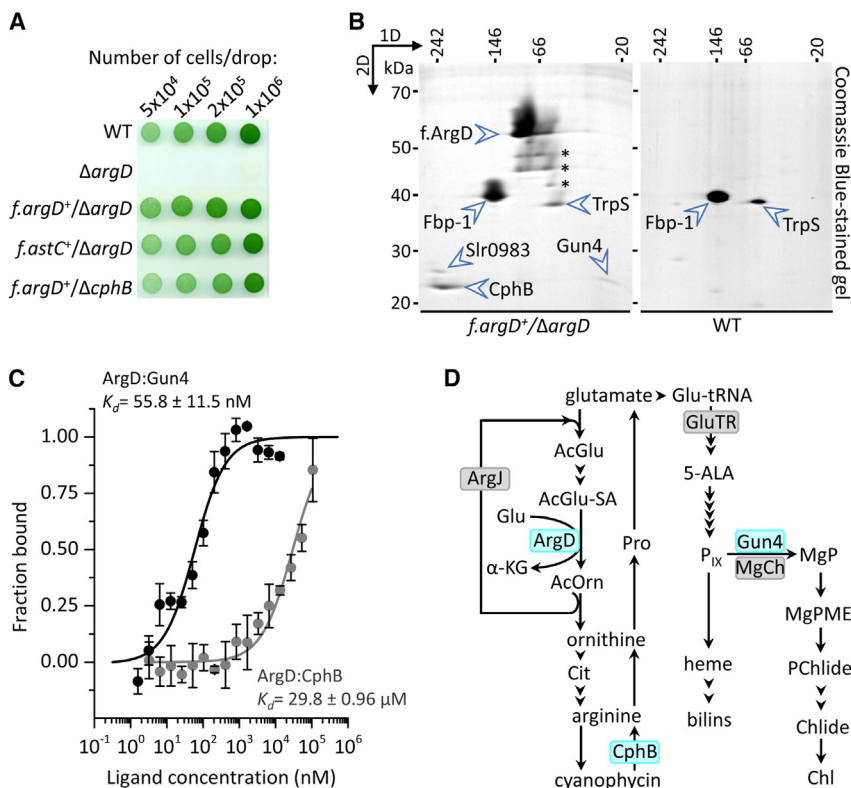 A
Number of cells/drop:
5x10⁴ 1x10⁵ 2x10⁵ 1x10⁶
WT
ΔargD
f.argD⁺/ΔargD
f.astC⁺/ΔargD
f.argD⁺/ΔcphB
B
1D
2D
242 146 66 20 242 146 66 20
kDa
70
50
40
30
20
f.ArgD
*
*
*
Fbp-1 TrpS
Slr0983 Gun4
CphB
Fbp-1 TrpS
Coomassie Blue-stained gel
f.argD⁺/ΔargD WT
C
ArgD:Gun4
Kd= 55.8 ± 11.5 nM
1.00
0.75
0.50
0.25
0.00
Fraction bound
ArgD:CphB
Kd= 29.8 ± 0.96 µM
10⁻¹ 10⁰ 10¹ 10² 10³ 10⁴ 10⁵ 10⁶
Ligand concentration (nM)
D
glutamate Glu-tRNA
GluTR
AcGlu
5-ALA
ArgJ
AcGlu-SA
Glu
ArgD
Pro
α-KG
AcOrn
PIX Gun4 MgP
MgCh
MgPME
ornithine
heme
PChlide
Cit
bilins
arginine
Chlide
CphB
cyanophycin
Chl